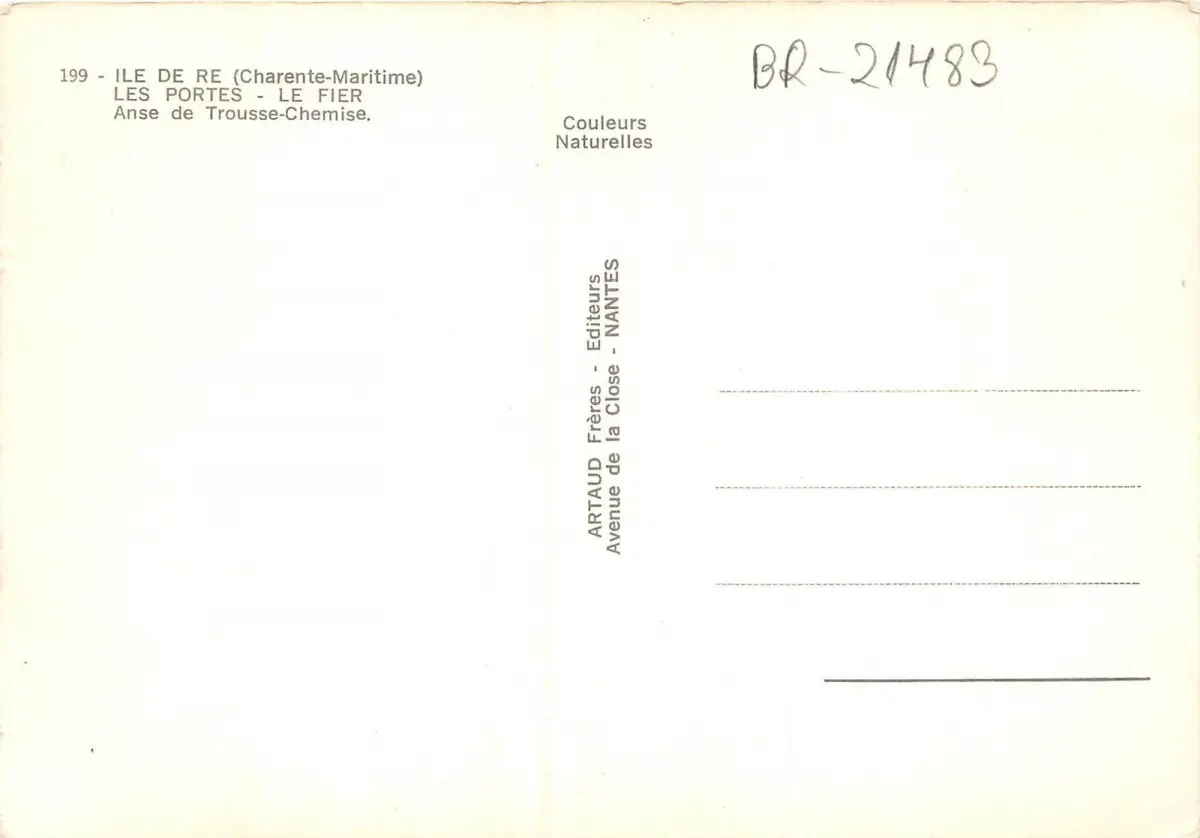 199 - ILE DE RE (Charente-Maritime)
LES PORTES - LE FIER
Anse de Trousse-Chemise.
BR-21483
Couleurs
Naturelles
ARTAUD Frères - Editeurs
Avenue de la Close - NANTES